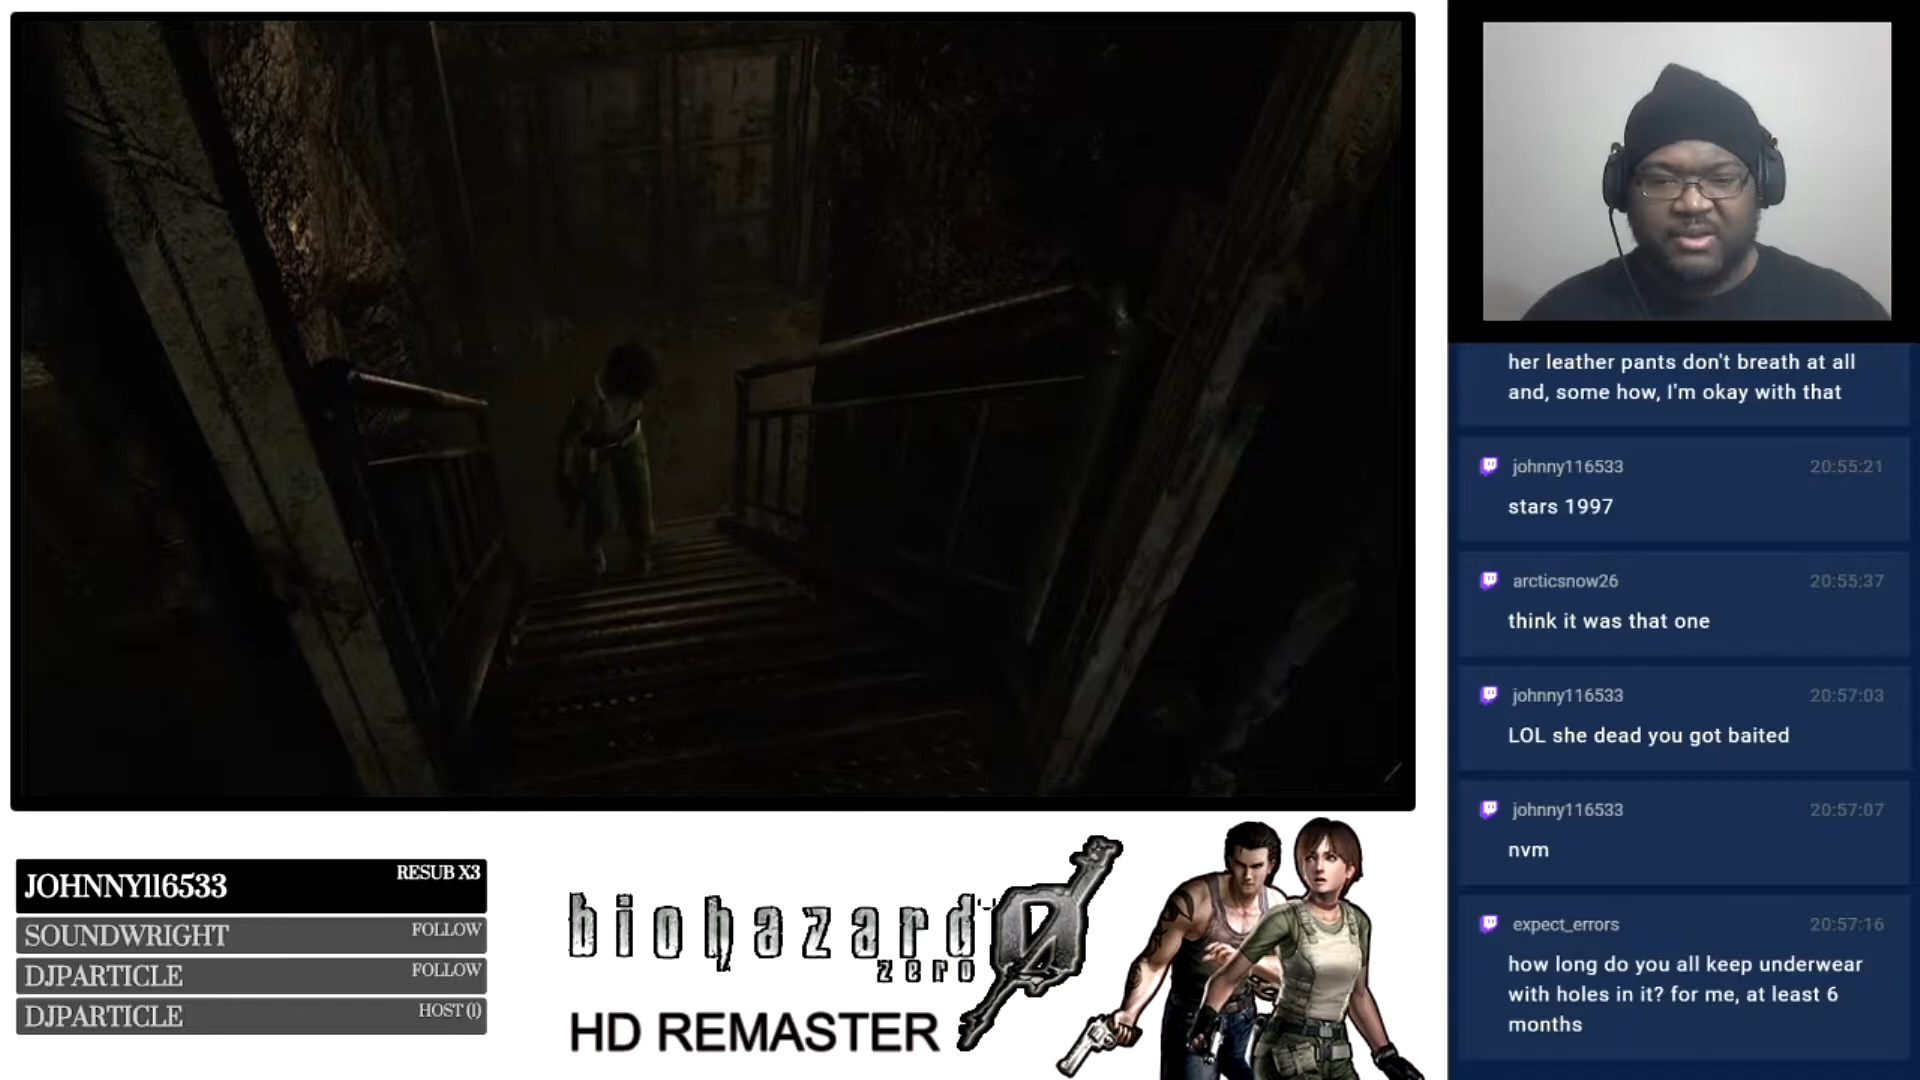 her leather pants don't breath at all
and, some how, I'm okay with that
johnny116533 20:55:21
stars 1997
arcticsnow26 20:55:37
think it was that one
johnny116533 20:57:03
LOL she dead you got baited
johnny116533 20:57:07
nvm
expect_errors 20:57:16
how long do you all keep underwear
with holes in it? for me, at least 6
months
JOHNNY116533 RESUB X3
SOUNDWRIGHT FOLLOW
DJPARTICLE FOLLOW
DJPARTICLE HOST (1)
biohazard 0
zero
HD REMASTER